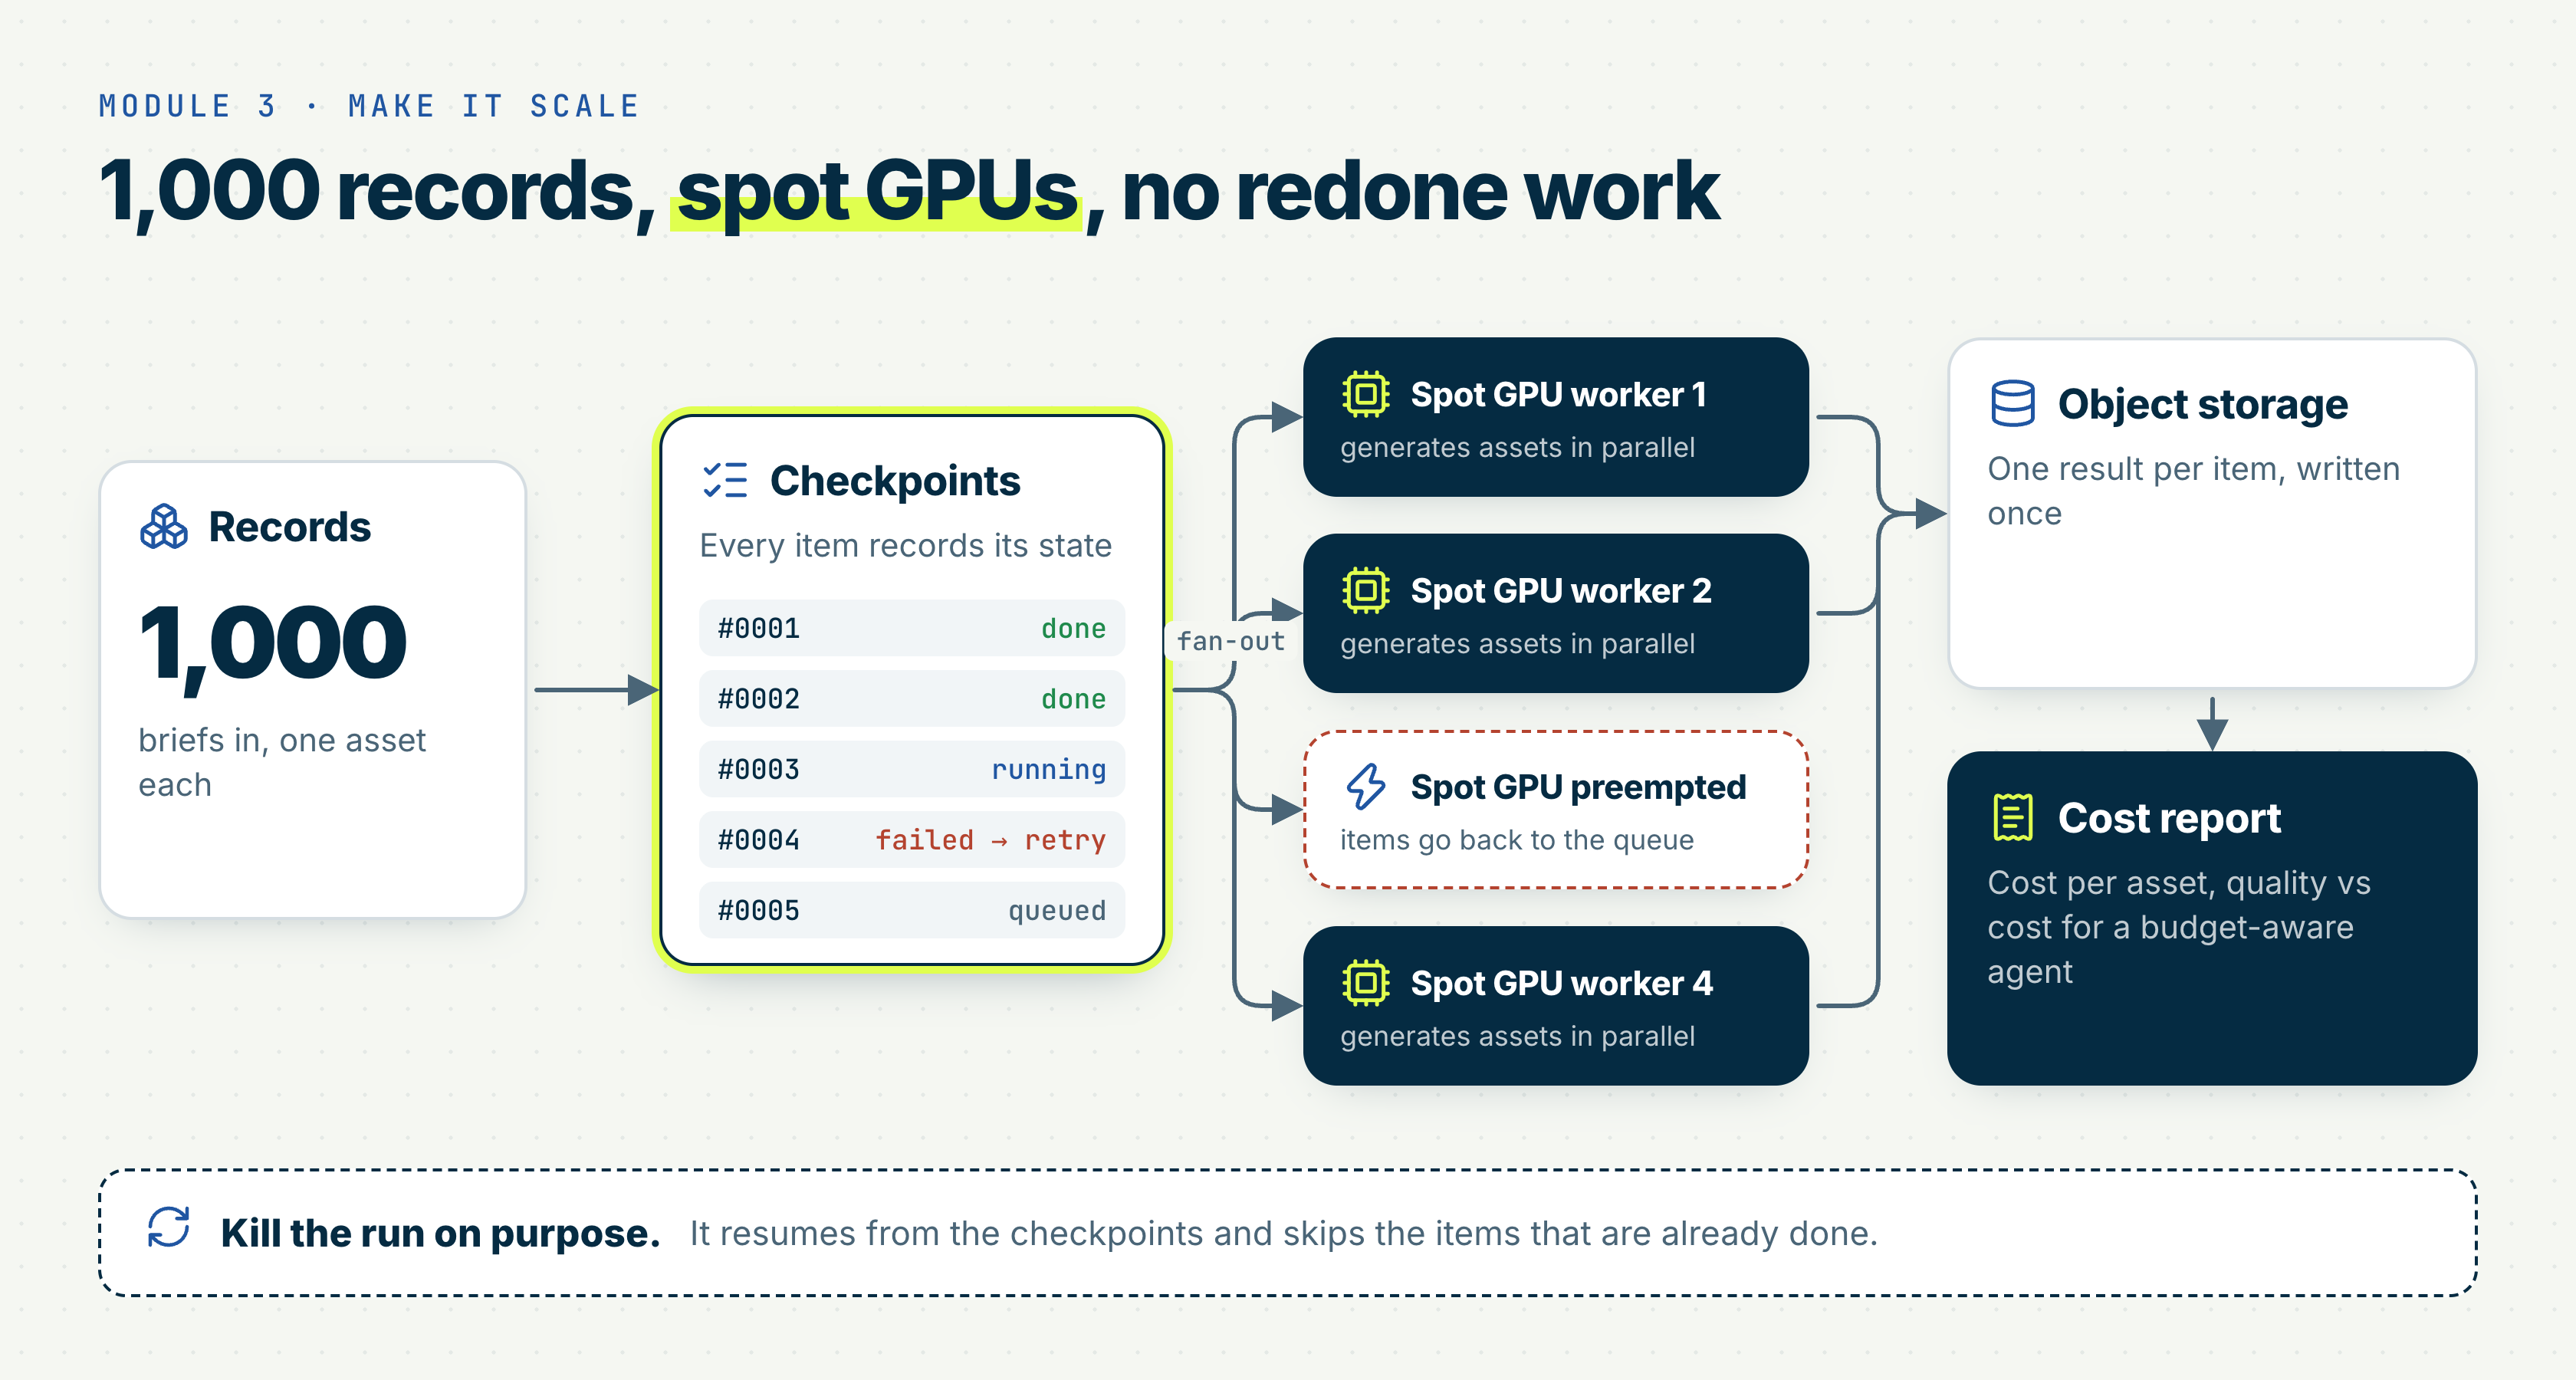 MODULE 3 · MAKE IT SCALE
1,000 records, spot GPUs, no redone work
Records
1,000
briefs in, one asset
each
Checkpoints
Every item records its state
#0001 done
#0002 done
#0003 running
#0004 failed → retry
#0005 queued
fan-out
Spot GPU worker 1
generates assets in parallel
Spot GPU worker 2
generates assets in parallel
Spot GPU preempted
items go back to the queue
Spot GPU worker 4
generates assets in parallel
Object storage
One result per item, written
once
Cost report
Cost per asset, quality vs
cost for a budget-aware
agent
Kill the run on purpose. It resumes from the checkpoints and skips the items that are already done.